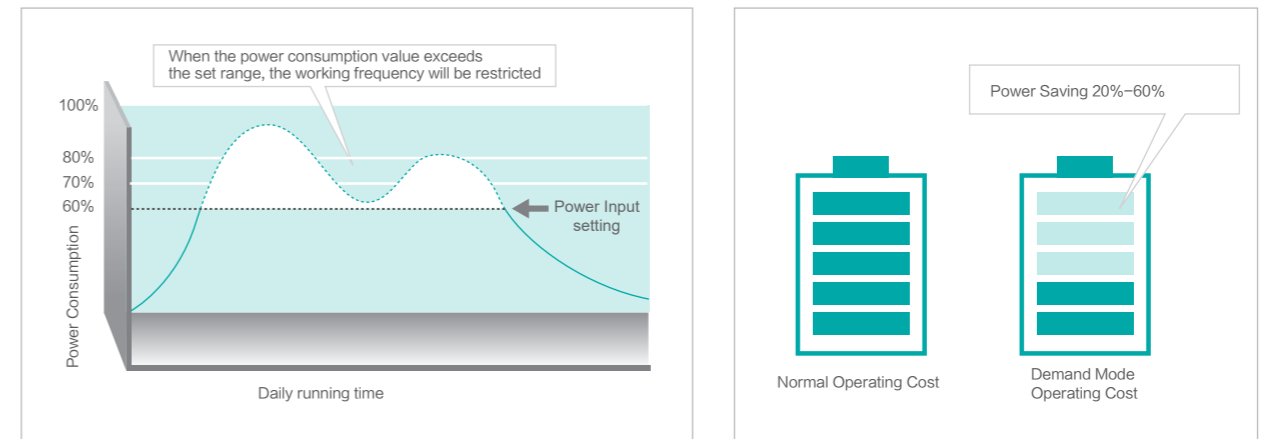 When the power consumption value exceeds
the set range, the working frequency will be restricted
100%
80%
70%
60%
Power Input
setting
Power Consumption
Daily running time
Power Saving 20%−60%
Normal Operating Cost
Demand Mode
Operating Cost